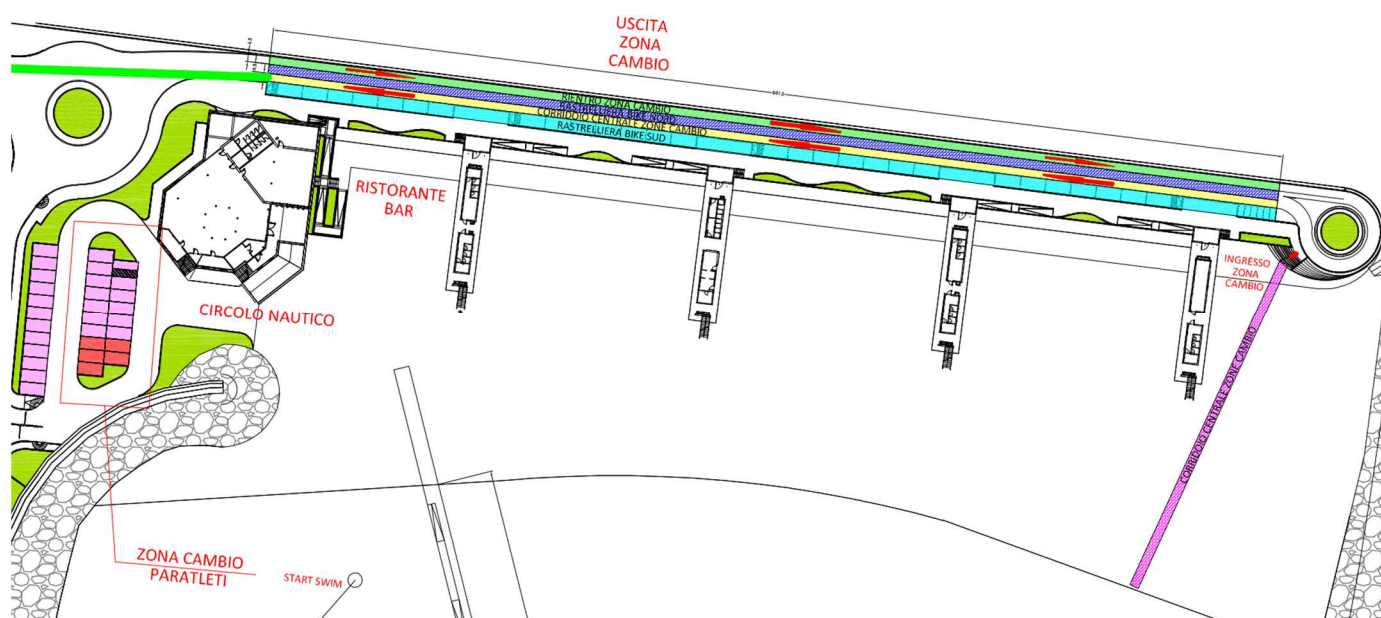 USCITA
ZONA
CAMBIO
RIENTRO ZONA CAMBIO
RASTRELLIERA BIKE NORD
CORRIDOIO CENTRALE ZONE CAMBIO
RASTRELLIERA BIKE SUD
RISTORANTE
BAR
CIRCOLO NAUTICO
INGRESSO
ZONA
CAMBIO
CORRIDOIO CENTRALE ZONE CAMBIO
ZONA CAMBIO
PARATLETI
START SWIM